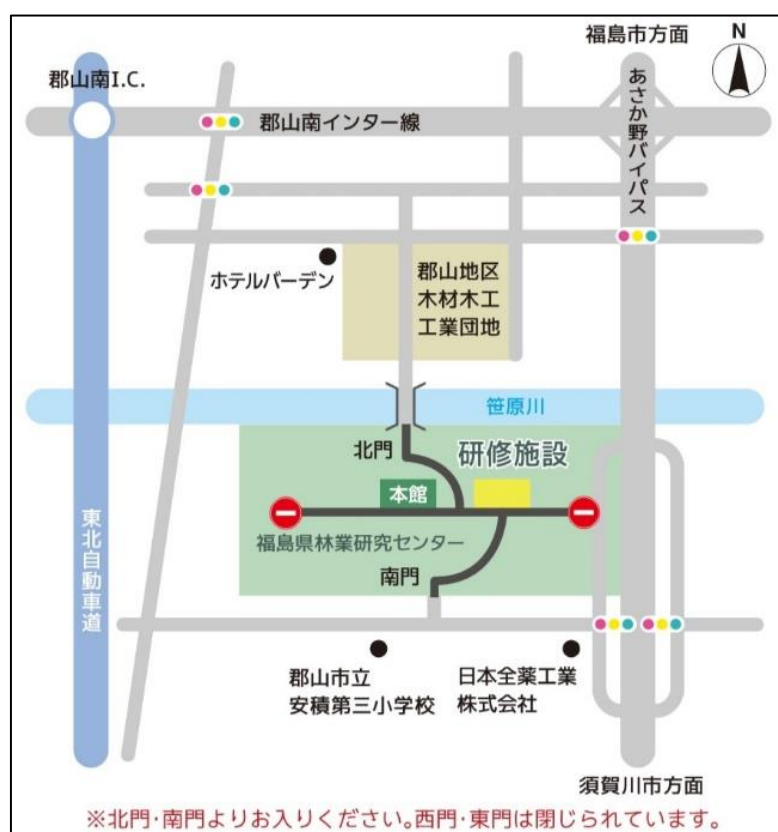 福島市方面
N
郡山南I.C.
あさか野バイパス
郡山南インター線
ホテルバーデン
郡山地区
木材木工
工業団地
笹原川
北門
研修施設
本館
東北自動車道
福島県林業研究センター
南門
郡山市立
安積第三小学校
日本全薬工業
株式会社
須賀川市方面
※北門･南門よりお入りください。西門･東門は閉じられています。